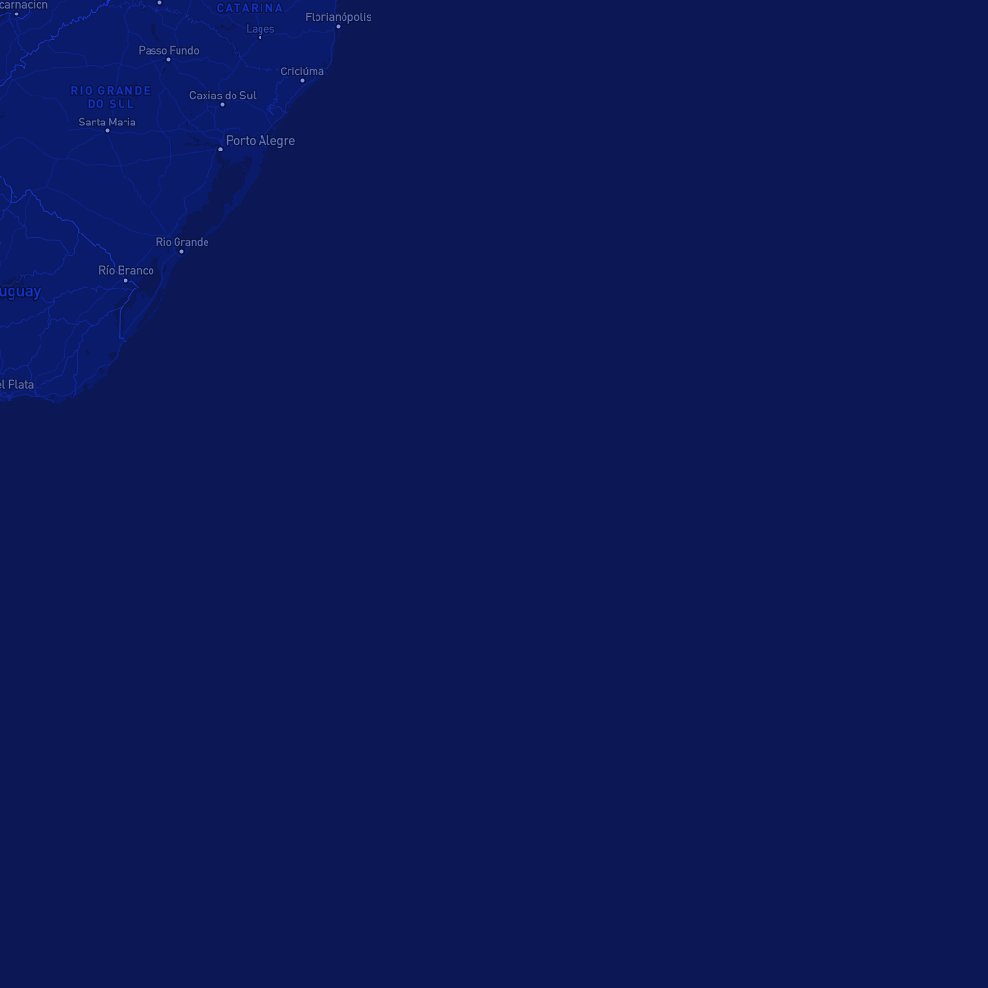 carnación
CATARINA
Florianópolis
Lages
Passo Fundo
Criciúma
RIO GRANDE
DO SUL
Caxias do Sul
Santa Maria
Porto Alegre
Rio Grande
Río Branco
uguay
el Plata